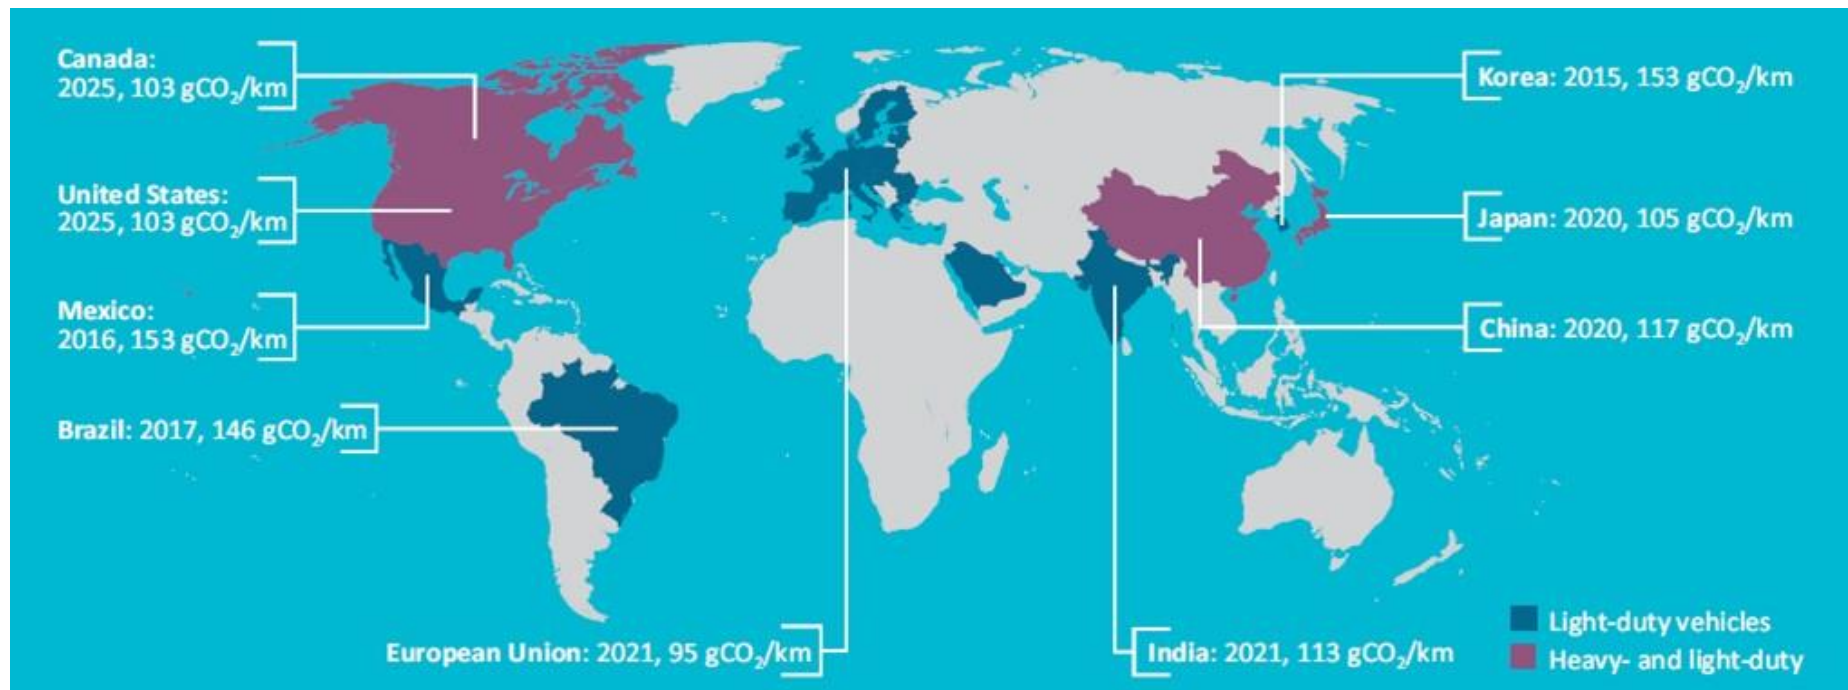 Canada:
2025, 103 gCO₂/km
United States:
2025, 103 gCO₂/km
Mexico:
2016, 153 gCO₂/km
Brazil: 2017, 146 gCO₂/km
European Union: 2021, 95 gCO₂/km
India: 2021, 113 gCO₂/km
Korea: 2015, 153 gCO₂/km
Japan: 2020, 105 gCO₂/km
China: 2020, 117 gCO₂/km
Light-duty vehicles
Heavy- and light-duty